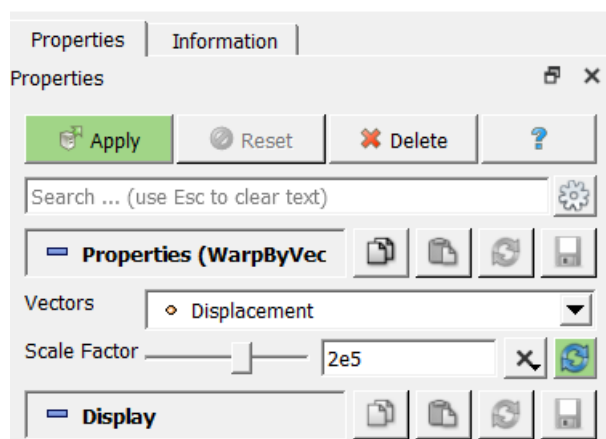 Properties Information
Properties
Apply Reset Delete ?
Search ... (use Esc to clear text)
Properties (WarpByVec
Vectors Displacement
Scale Factor 2e5
Display